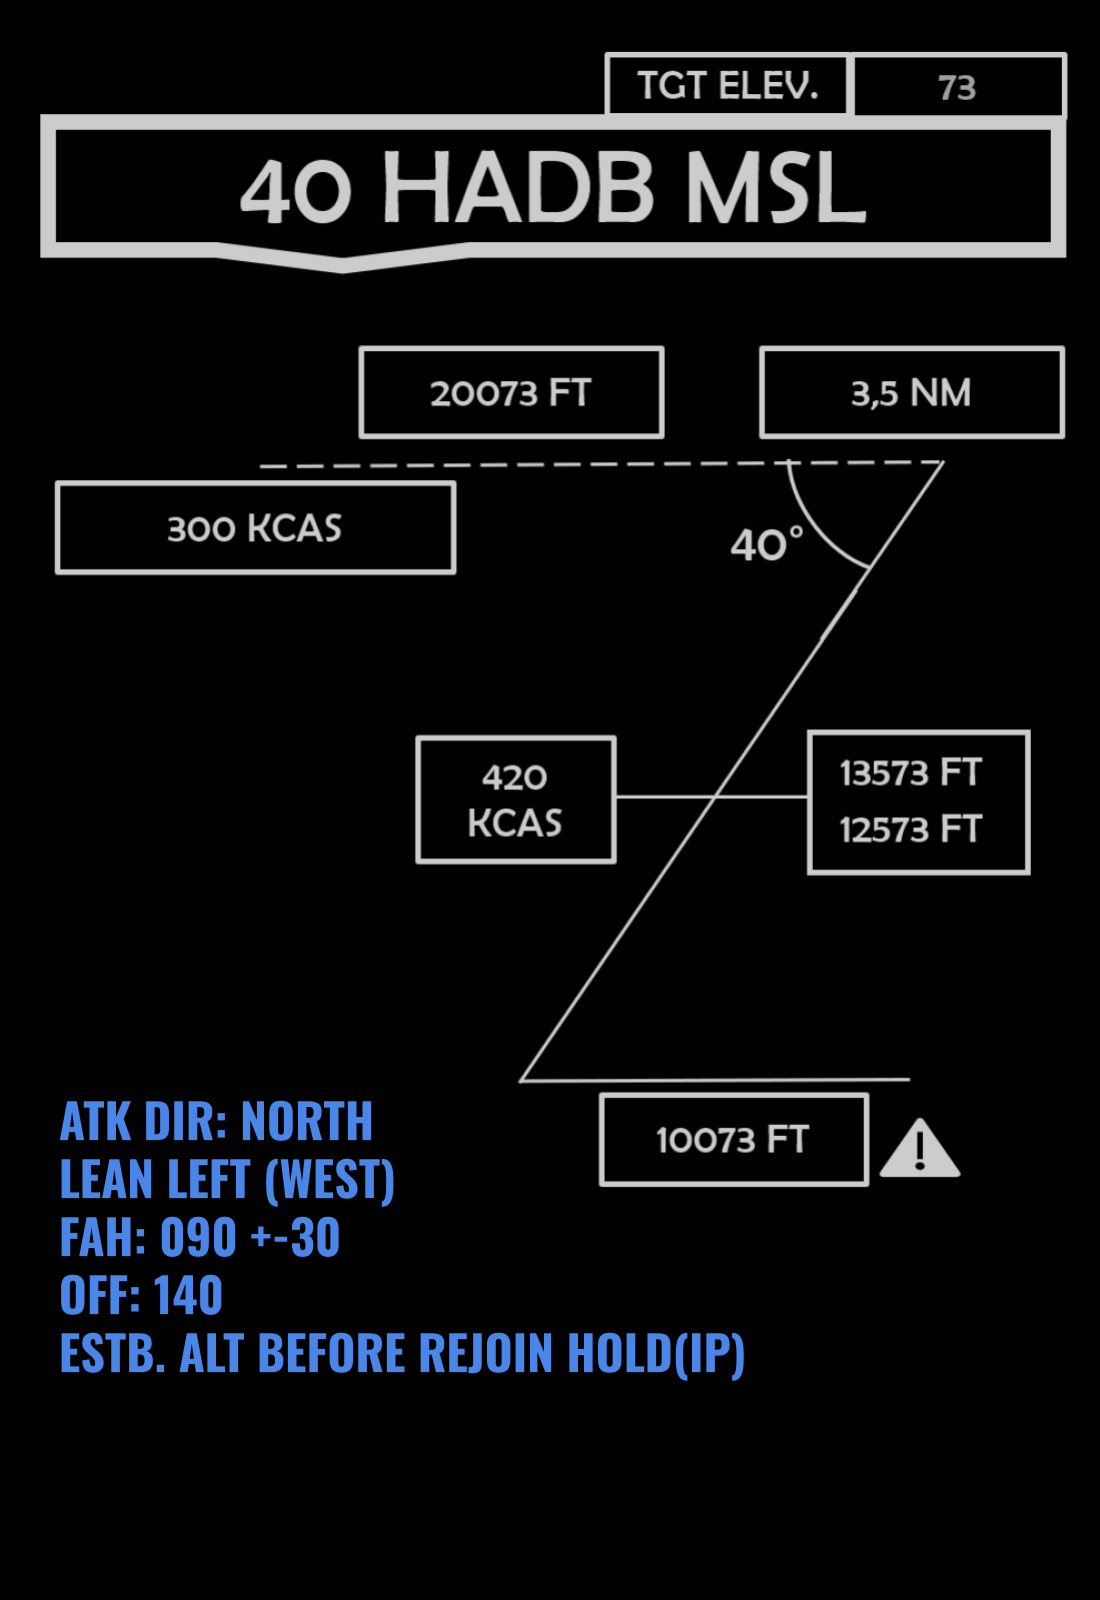 TGT ELEV. 73
40 HADB MSL
20073 FT
3,5 NM
300 KCAS
40°
420
KCAS
13573 FT
12573 FT
10073 FT
!
ATK DIR: NORTH
LEAN LEFT (WEST)
FAH: 090 +-30
OFF: 140
ESTB. ALT BEFORE REJOIN HOLD(IP)